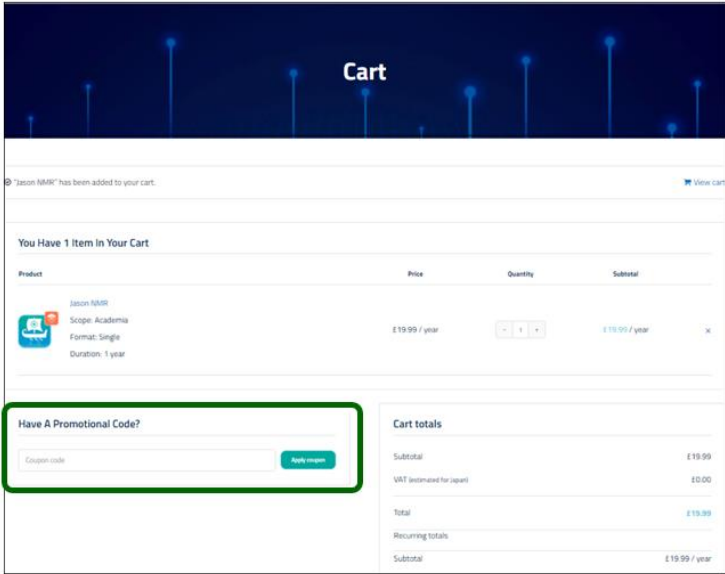 Cart
"Jason NMR" has been added to your cart.
View cart
You Have 1 Item In Your Cart
Product Price Quantity Subtotal
Jason NMR
Scope: Academia
£19.99 / year - 1 + £19.99 / year ×
Format: Single
Duration: 1 year
Have A Promotional Code?
Coupon code
Apply coupon
Cart totals
Subtotal £19.99
VAT (estimated for Japan) £0.00
Total £19.99
Recurring totals
Subtotal £19.99 / year